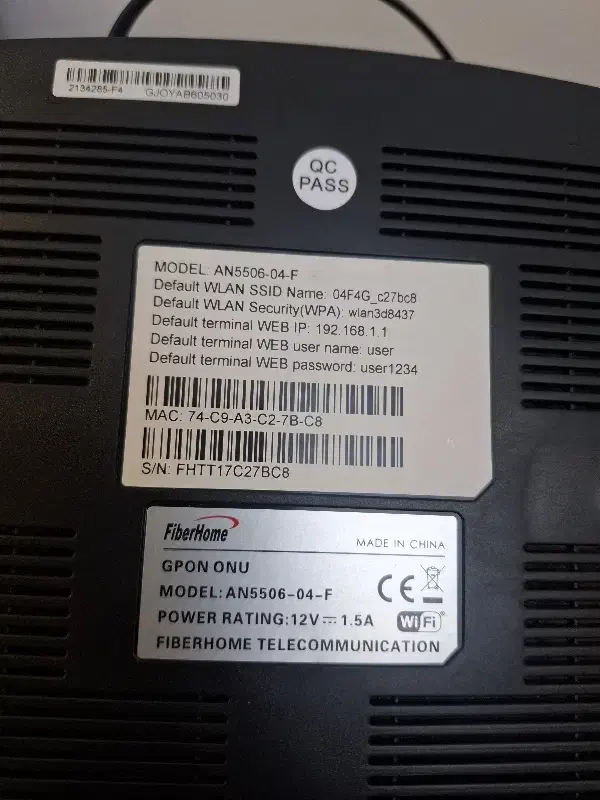 2134285-F4 GJOYAB605030
QC
PASS
MODEL: AN5506-04-F
Default WLAN SSID Name: 04F4G_c27bc8
Default WLAN Security(WPA): wlan3d8437
Default terminal WEB IP: 192.168.1.1
Default terminal WEB user name: user
Default terminal WEB password: user1234
MAC: 74-C9-A3-C2-7B-C8
S/N: FHTT17C27BC8
FiberHome
MADE IN CHINA
GPON ONU
MODEL:AN5506-04-F
CE
POWER RATING:12V⎓1.5A
WiFi
FIBERHOME TELECOMMUNICATION